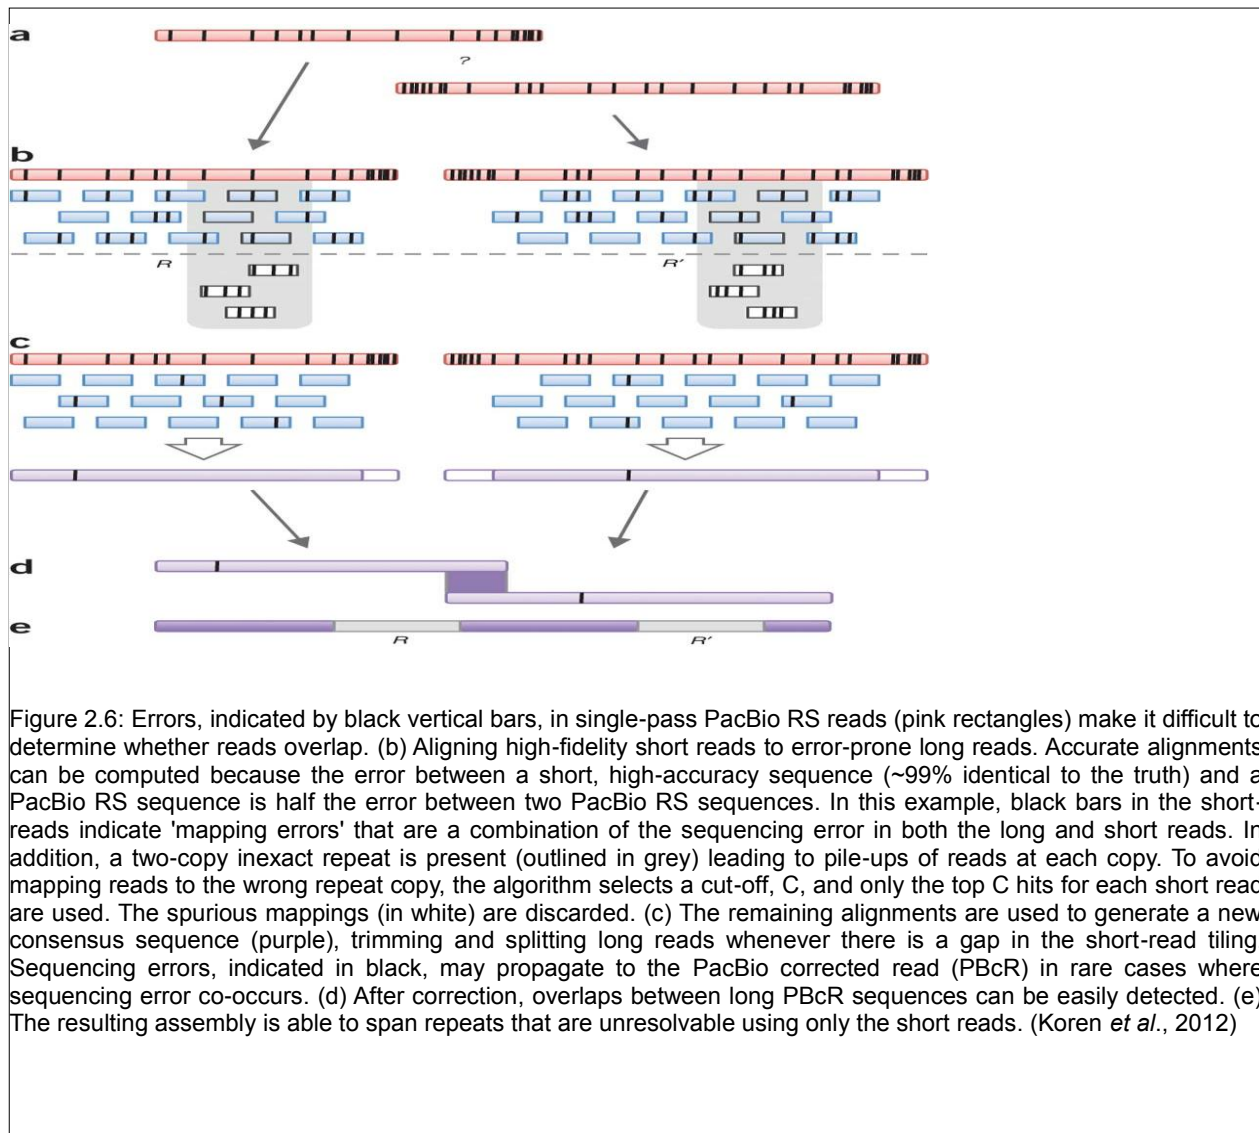 a
?
b
R R′
c
d
e
R R′
Figure 2.6: Errors, indicated by black vertical bars, in single-pass PacBio RS reads (pink rectangles) make it difficult to
determine whether reads overlap. (b) Aligning high-fidelity short reads to error-prone long reads. Accurate alignments
can be computed because the error between a short, high-accuracy sequence (~99% identical to the truth) and a
PacBio RS sequence is half the error between two PacBio RS sequences. In this example, black bars in the short-
reads indicate 'mapping errors' that are a combination of the sequencing error in both the long and short reads. In
addition, a two-copy inexact repeat is present (outlined in grey) leading to pile-ups of reads at each copy. To avoid
mapping reads to the wrong repeat copy, the algorithm selects a cut-off, C, and only the top C hits for each short read
are used. The spurious mappings (in white) are discarded. (c) The remaining alignments are used to generate a new
consensus sequence (purple), trimming and splitting long reads whenever there is a gap in the short-read tiling
Sequencing errors, indicated in black, may propagate to the PacBio corrected read (PBcR) in rare cases where
sequencing error co-occurs. (d) After correction, overlaps between long PBcR sequences can be easily detected. (e)
The resulting assembly is able to span repeats that are unresolvable using only the short reads. (Koren et al., 2012)